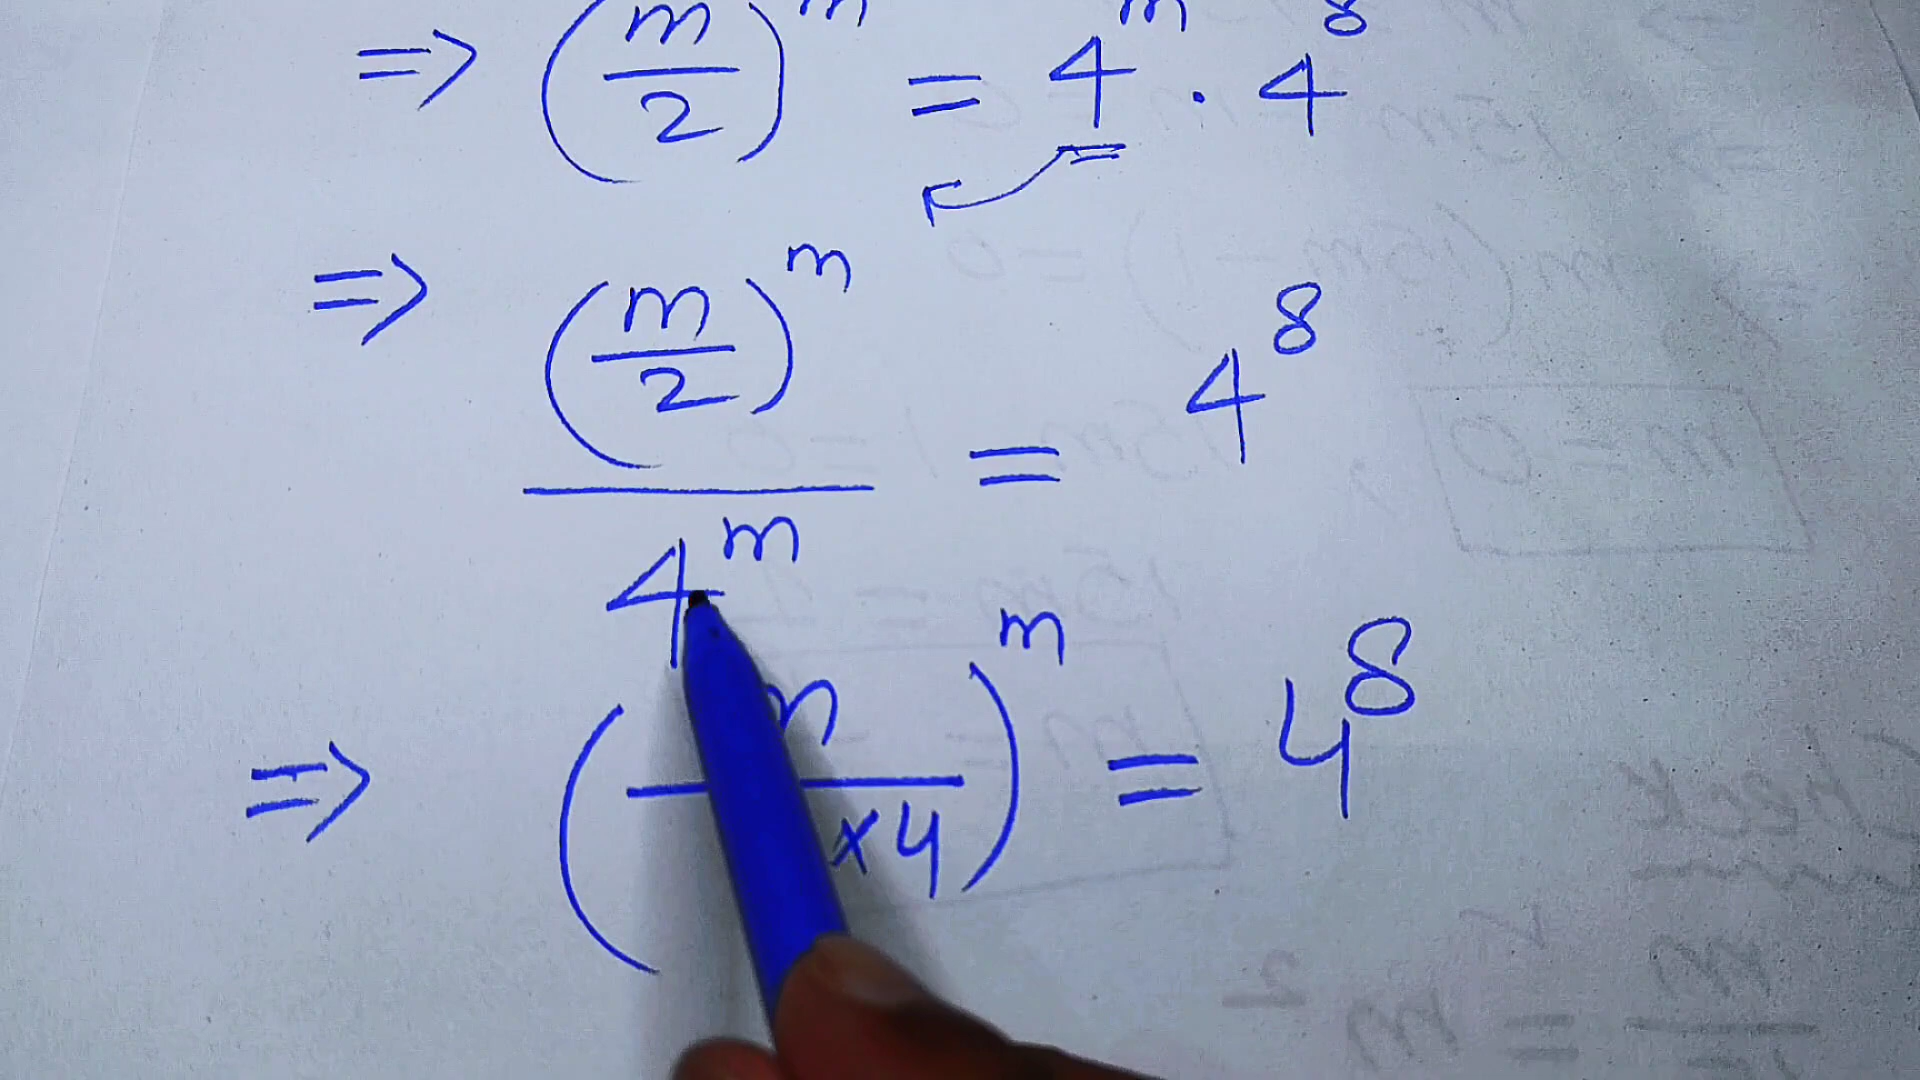 => (m/2)^m = 4^m · 4^8
=> (m/2)^m / 4^m = 4^8
=> (m / ×4)^m = 4^8